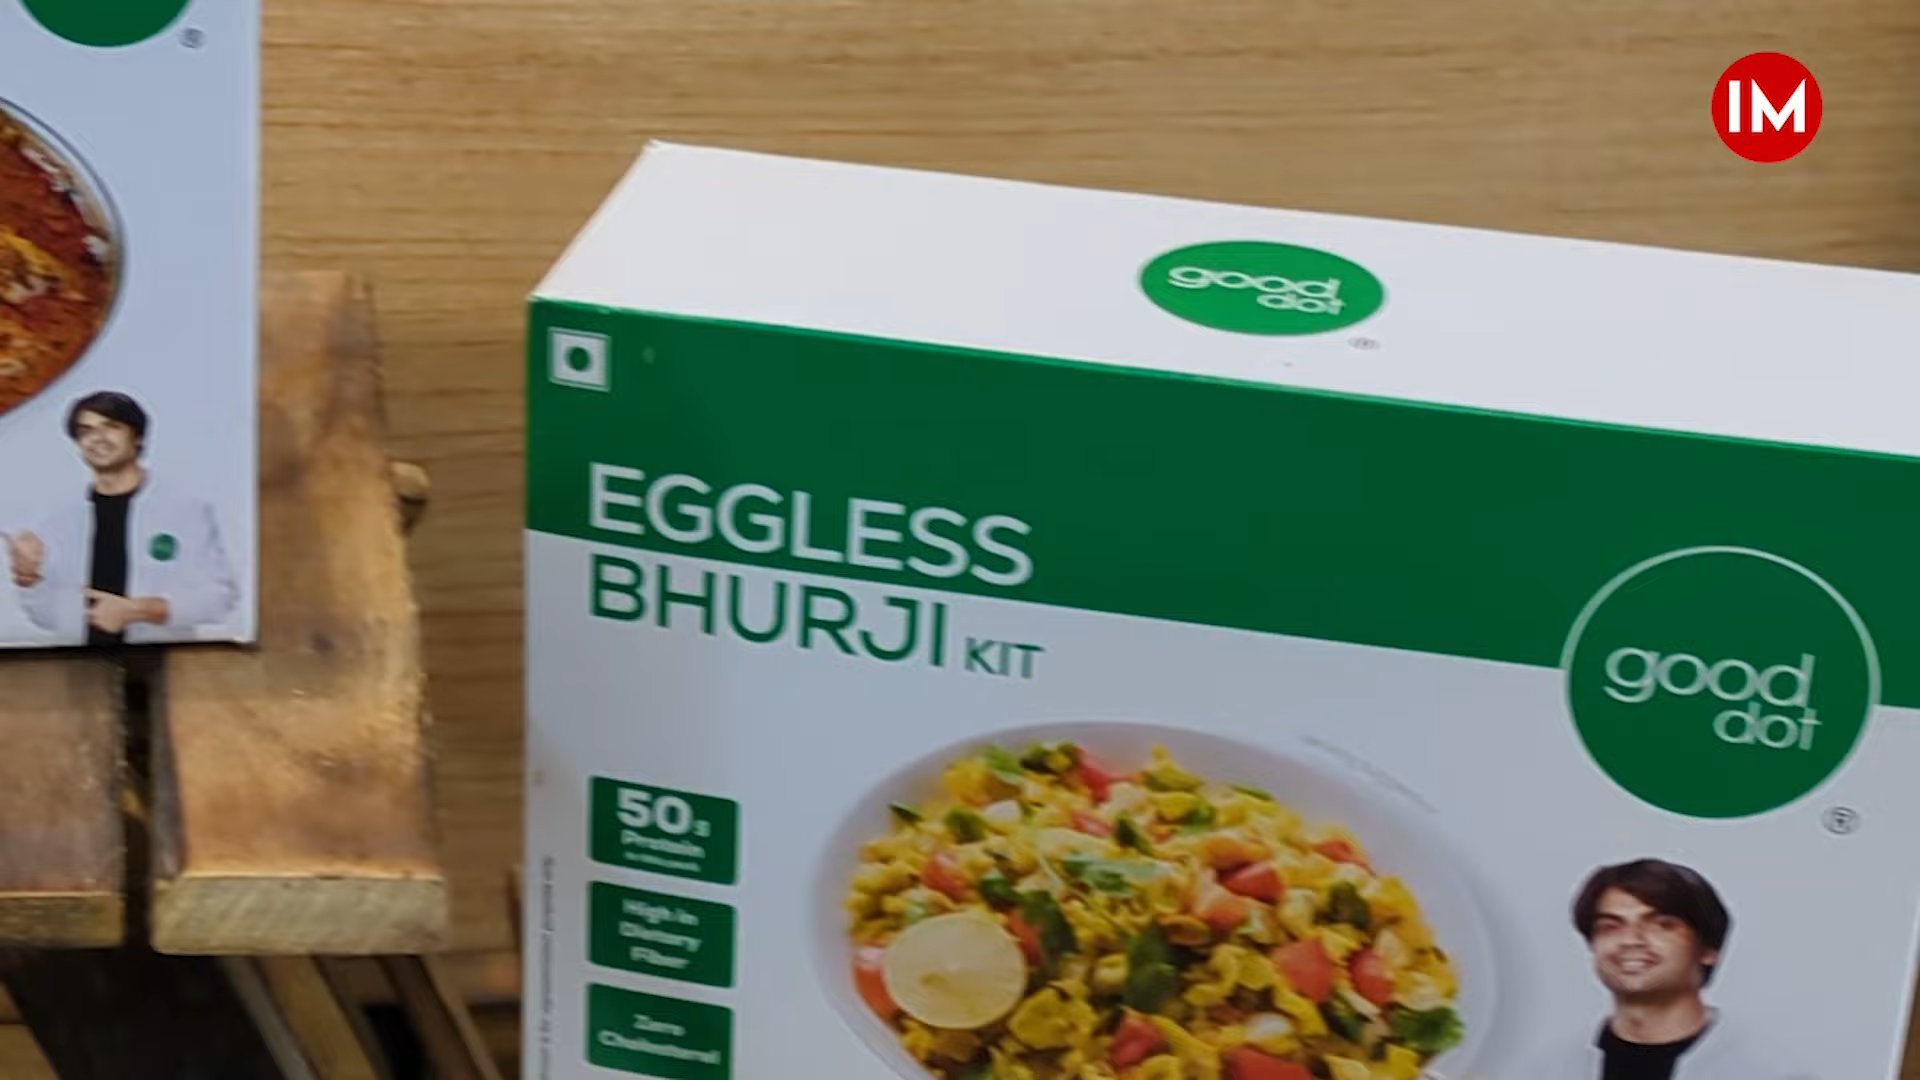 IM
good
dot
EGGLESS
BHURJI KIT
good
dot
50g
Protein
High in
Dietary
Fiber
Zero
Cholesterol